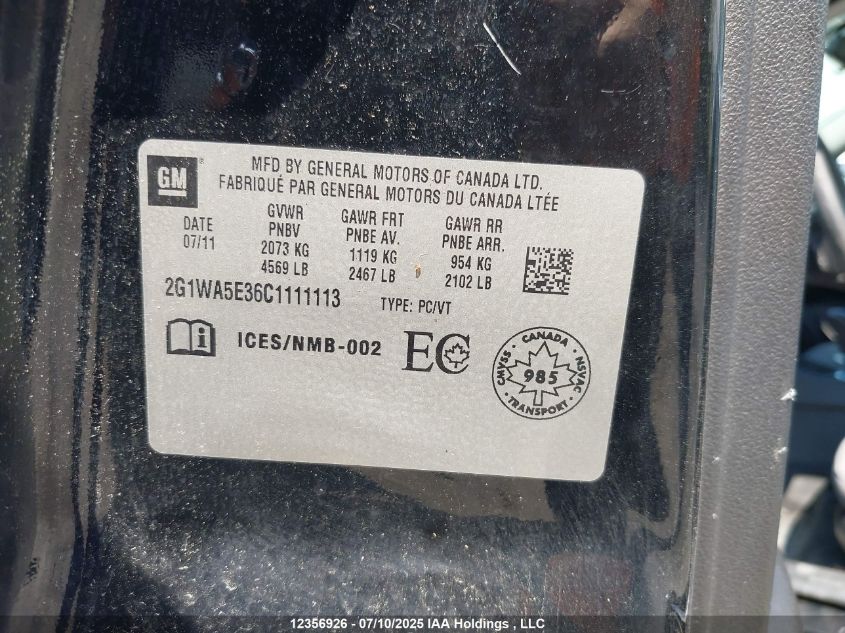 GM
MFD BY GENERAL MOTORS OF CANADA LTD.
FABRIQUÉ PAR GENERAL MOTORS DU CANADA LTÉE
DATE
07/11
GVWR
PNBV
2073 KG
4569 LB
GAWR FRT
PNBE AV.
1119 KG
2467 LB
GAWR RR
PNBE ARR.
954 KG
2102 LB
2G1WA5E36C1111113
TYPE: PC/VT
i
ICES/NMB-002
EC
CANADA
CMVSS
985
NSVAC
TRANSPORT
12356926 - 07/10/2025 IAA Holdings , LLC